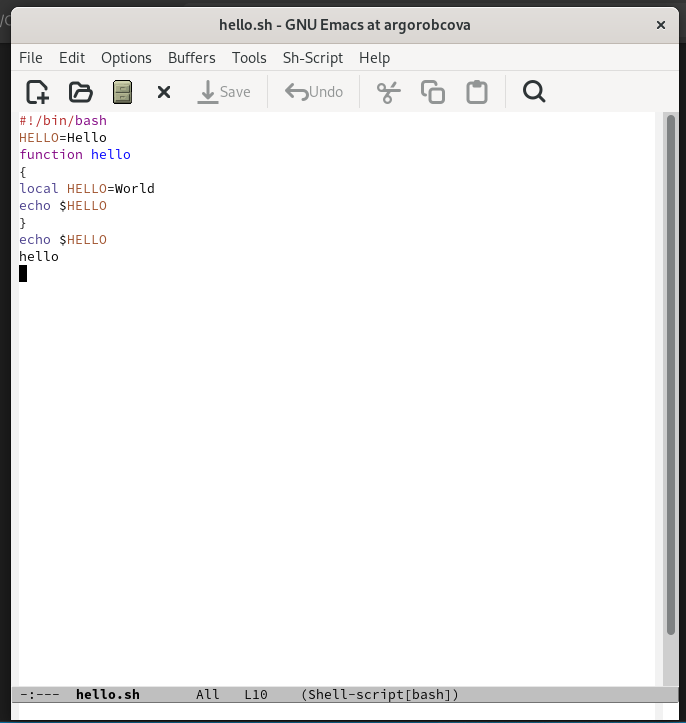 /C
hello.sh - GNU Emacs at argorobcova
File Edit Options Buffers Tools Sh-Script Help
Save Undo
#!/bin/bash
HELLO=Hello
function hello
{
local HELLO=World
echo $HELLO
}
echo $HELLO
hello
-:--- hello.sh All L10 (Shell-script[bash])